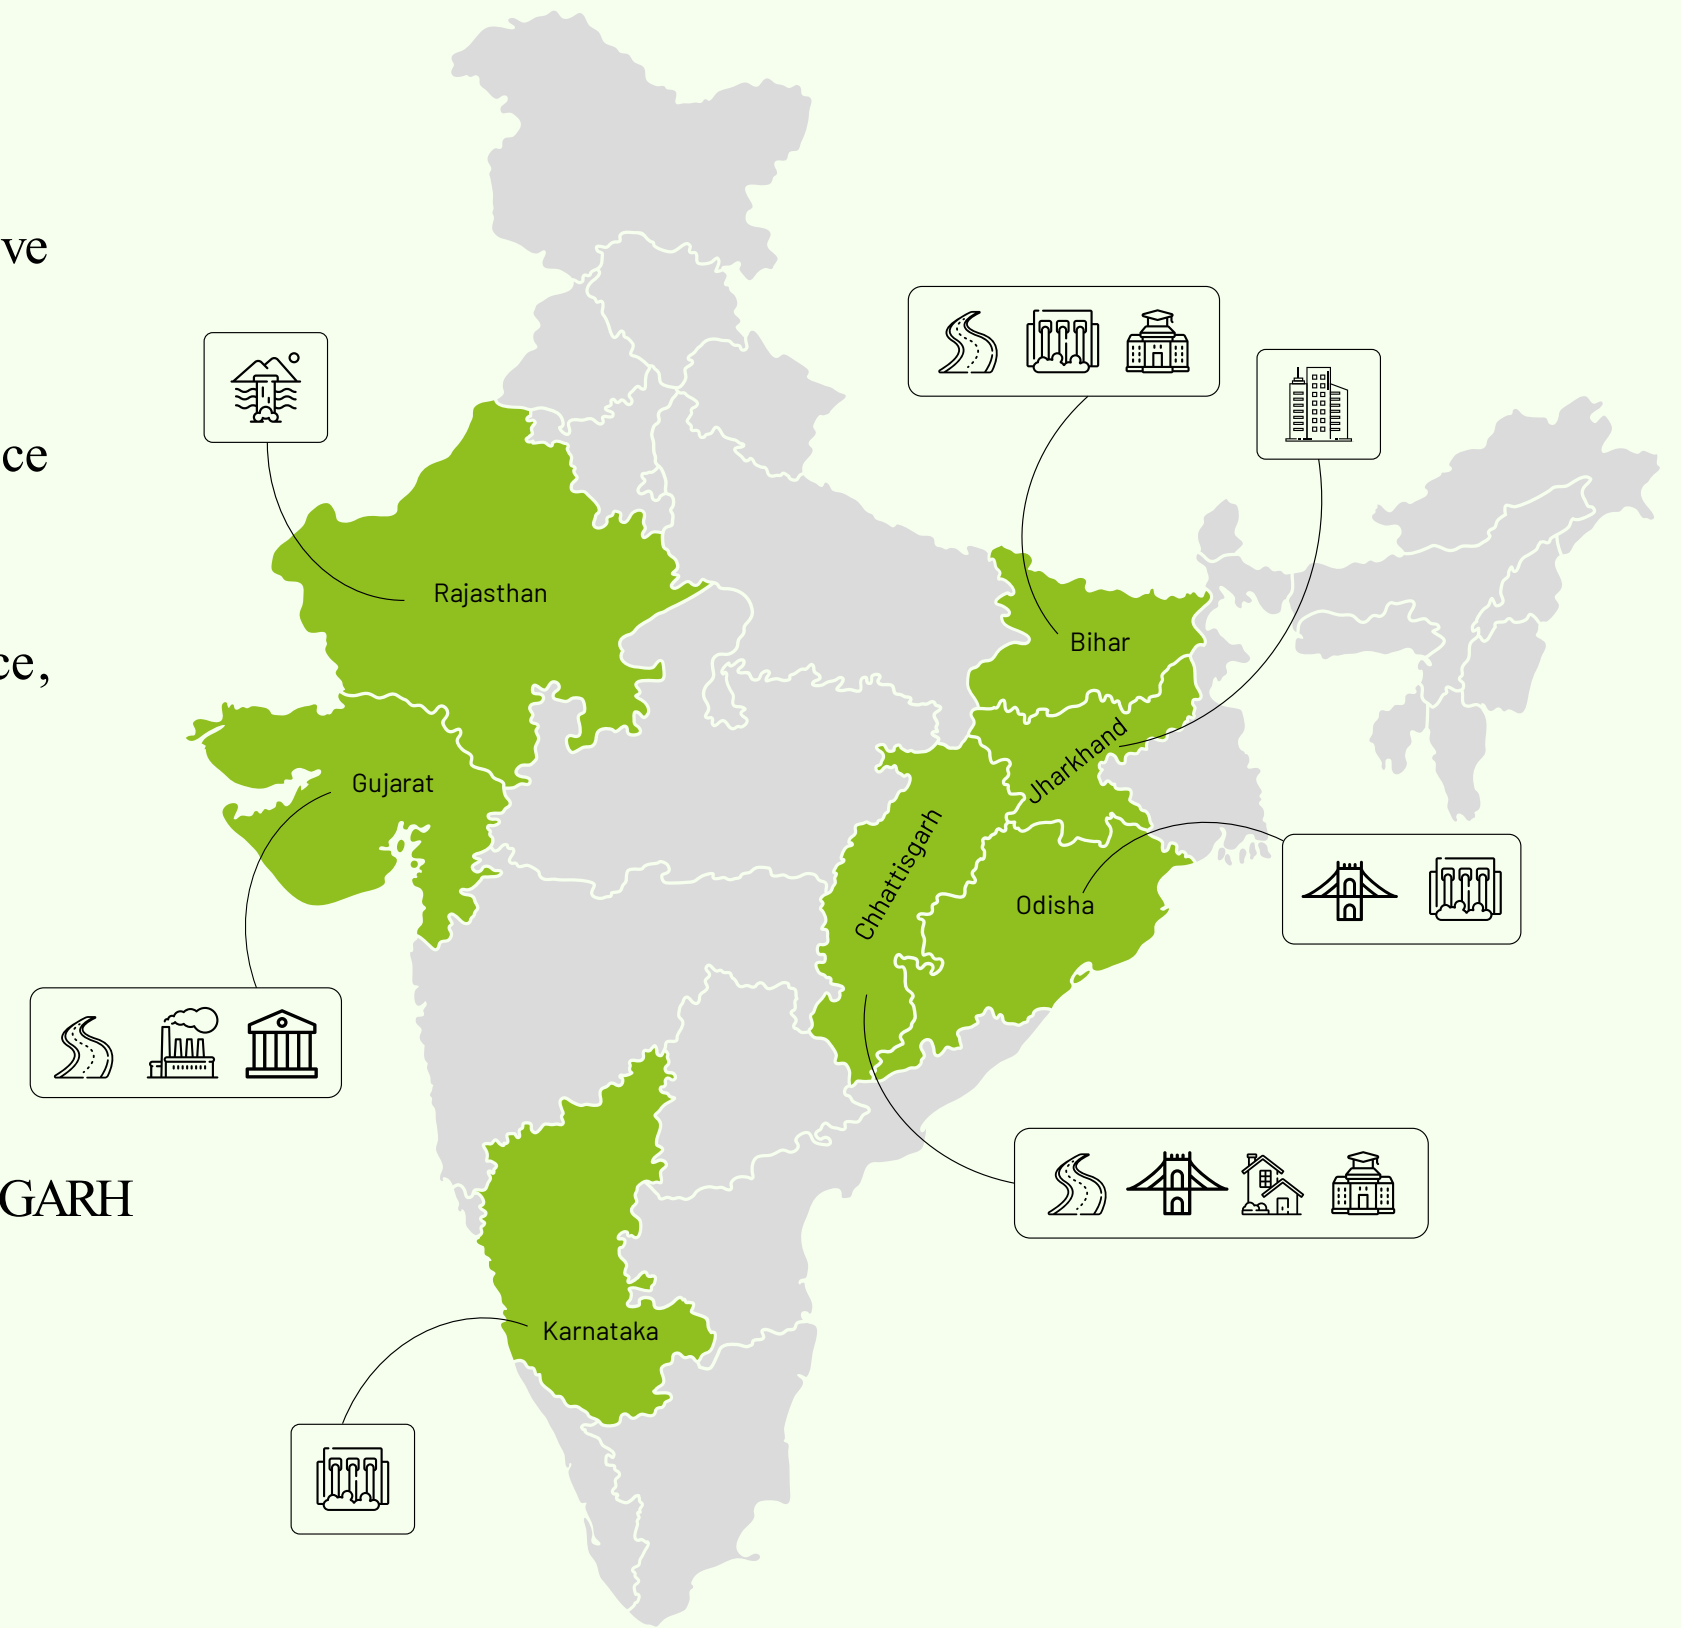 ve
ce
ce,
GARH
Rajasthan
Bihar
Jharkhand
Gujarat
Chhattisgarh
Odisha
Karnataka